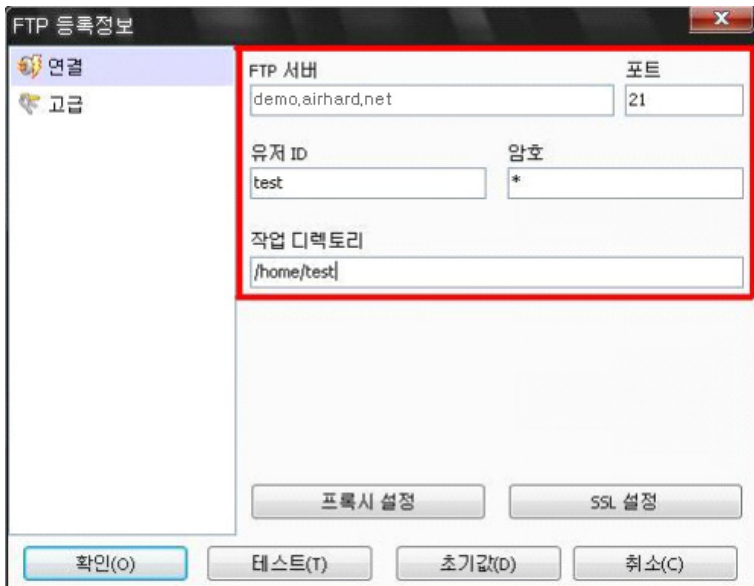 FTP 등록정보
연결
고급
FTP 서버
포트
demo,airhard,net
21
유저 ID
암호
test
*
작업 디렉토리
/home/test
프록시 설정
SSL 설정
확인(O)
테스트(T)
초기값(D)
취소(C)